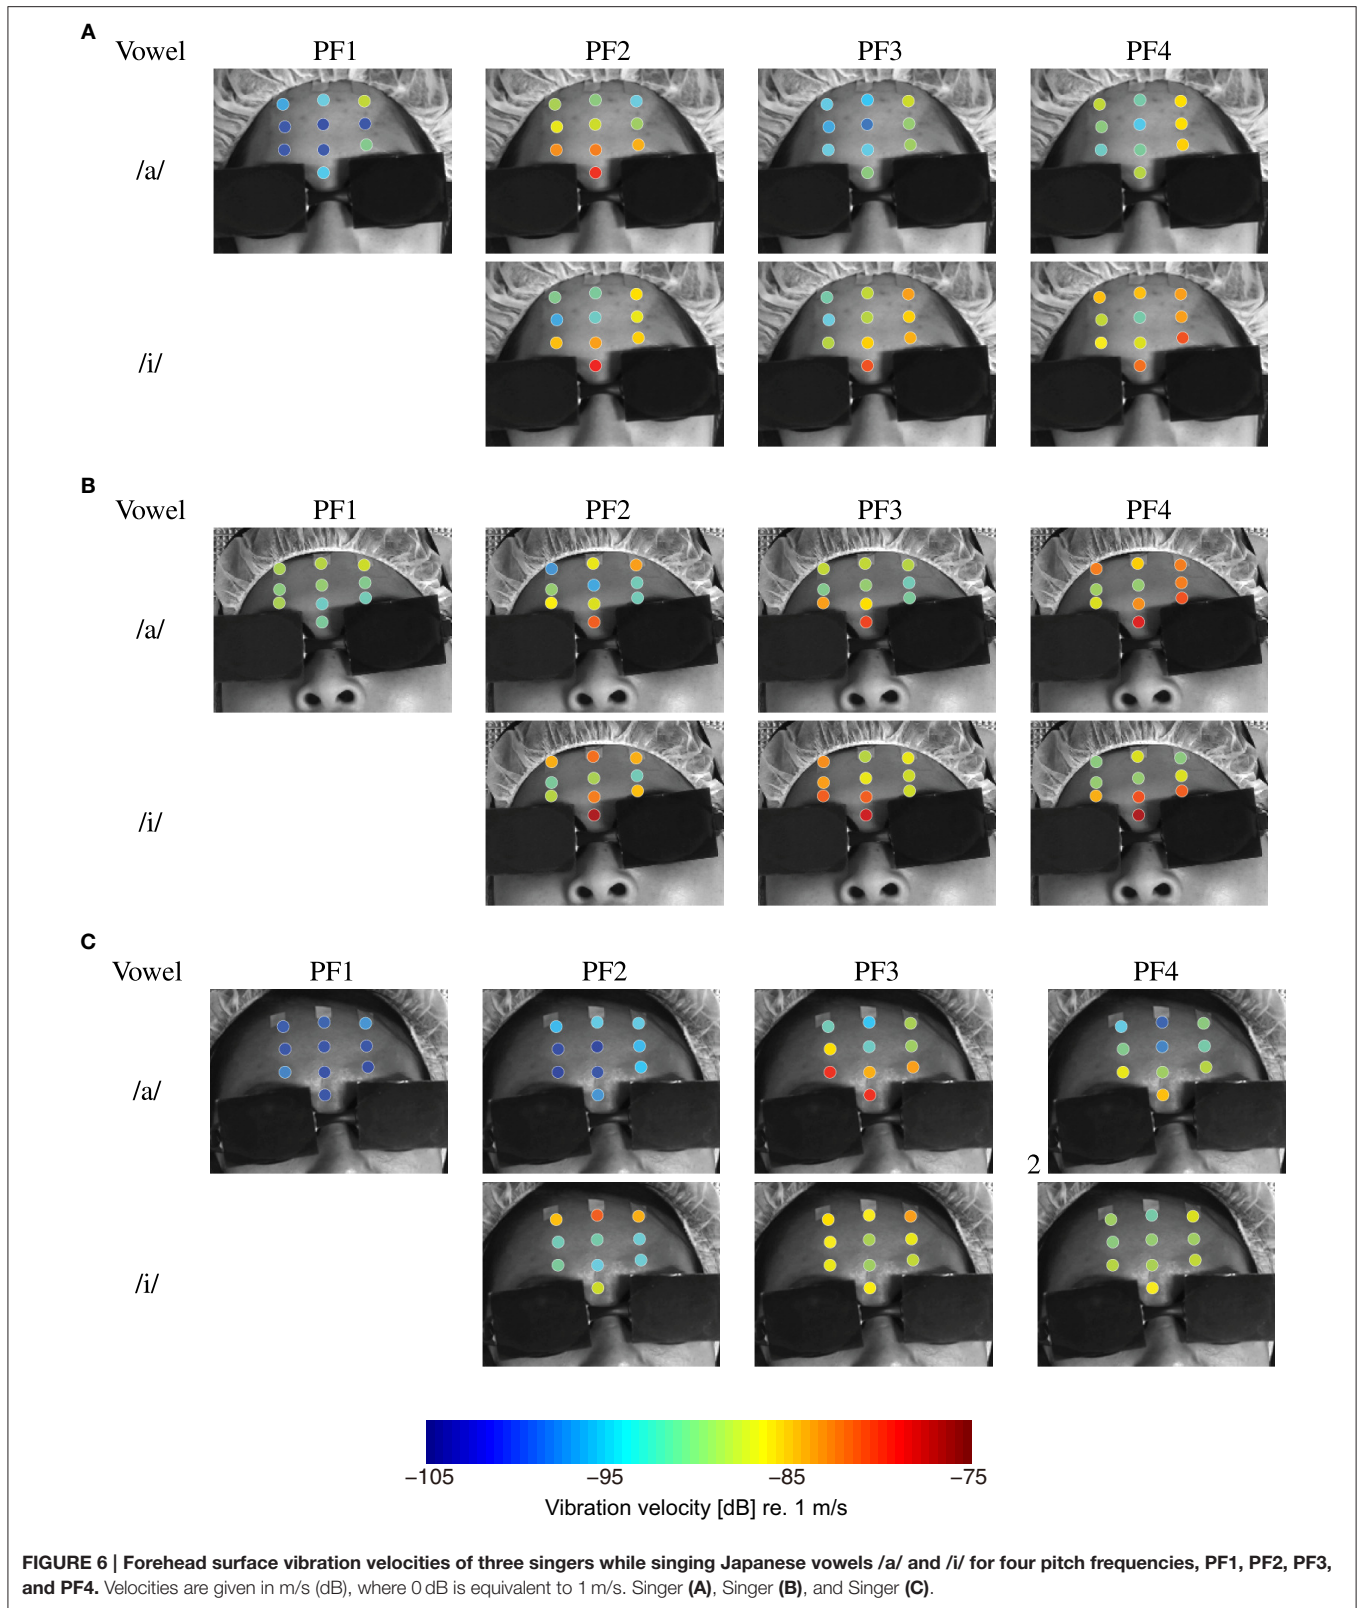 A
Vowel PF1 PF2 PF3 PF4
/a/
/i/
B
Vowel PF1 PF2 PF3 PF4
/a/
/i/
C
Vowel PF1 PF2 PF3 PF4
/a/
2
/i/
−105 −95 −85 −75
Vibration velocity [dB] re. 1 m/s
FIGURE 6 | Forehead surface vibration velocities of three singers while singing Japanese vowels /a/ and /i/ for four pitch frequencies, PF1, PF2, PF3,
and PF4. Velocities are given in m/s (dB), where 0 dB is equivalent to 1 m/s. Singer (A), Singer (B), and Singer (C).